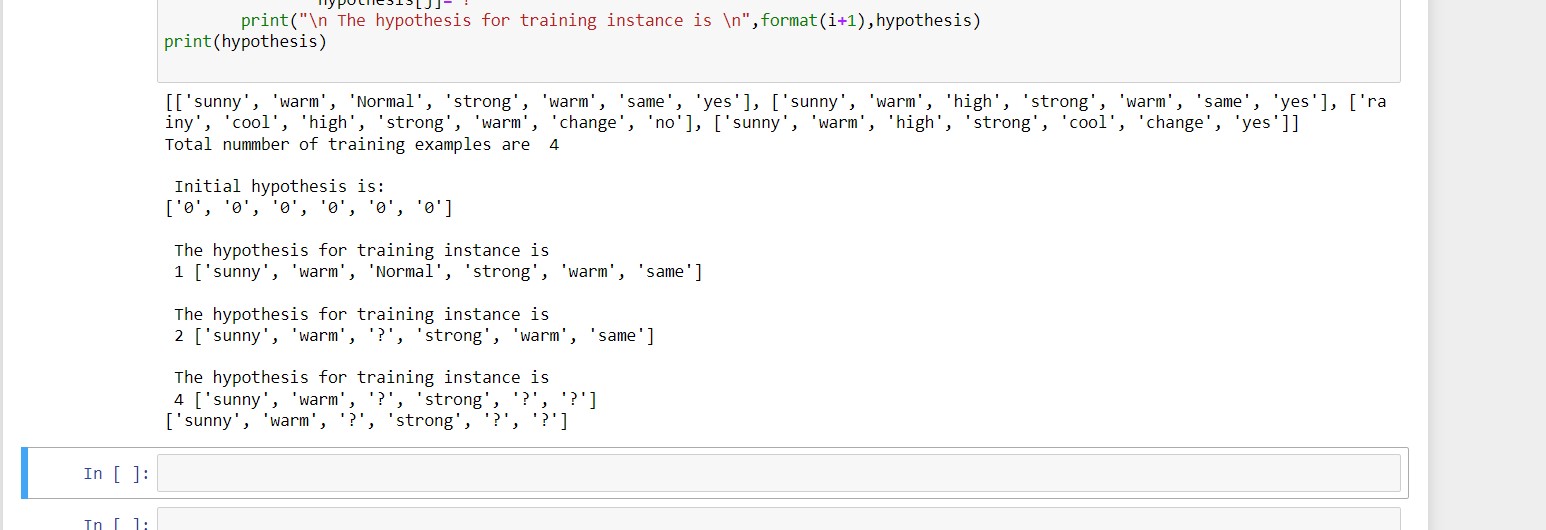 hypothesis[j]='?'
print("\n The hypothesis for training instance is \n",format(i+1),hypothesis)
print(hypothesis)
[['sunny', 'warm', 'Normal', 'strong', 'warm', 'same', 'yes'], ['sunny', 'warm', 'high', 'strong', 'warm', 'same', 'yes'], ['ra
iny', 'cool', 'high', 'strong', 'warm', 'change', 'no'], ['sunny', 'warm', 'high', 'strong', 'cool', 'change', 'yes']]
Total nummber of training examples are  4
Initial hypothesis is:
['0', '0', '0', '0', '0', '0']
The hypothesis for training instance is
1 ['sunny', 'warm', 'Normal', 'strong', 'warm', 'same']
The hypothesis for training instance is
2 ['sunny', 'warm', '?', 'strong', 'warm', 'same']
The hypothesis for training instance is
4 ['sunny', 'warm', '?', 'strong', '?', '?']
['sunny', 'warm', '?', 'strong', '?', '?']
In [ ]:
In [ ]: